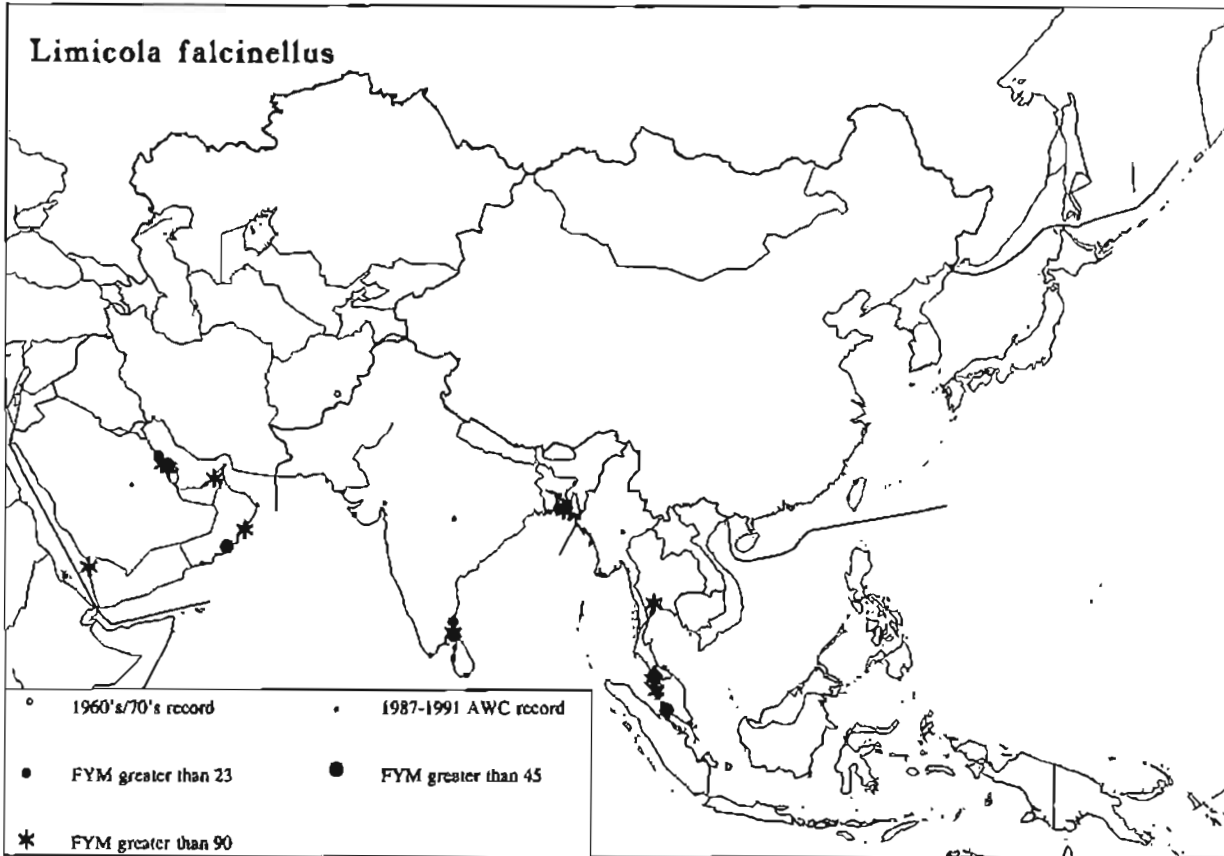 Limicola falcinellus
1960's/70's record
1987-1991 AWC record
FYM greater than 23
FYM greater than 45
FYM greater than 90